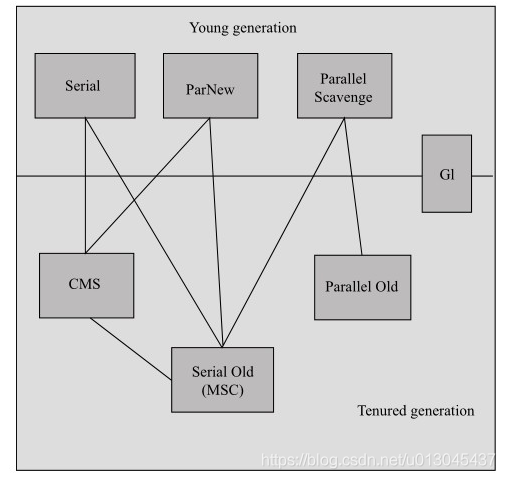 Young generation
Serial
ParNew
Parallel
Scavenge
Gl
CMS
Parallel Old
Serial Old
(MSC)
Tenured generation
https://blog.csdn.net/u013045437